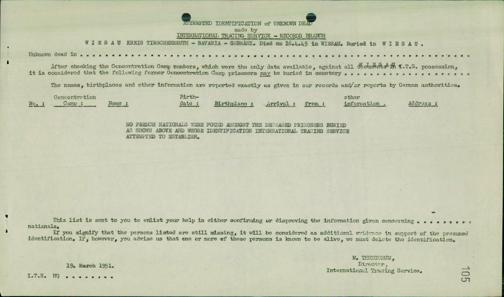 ATTEMPTED IDENTIFICATION of UNKNOWN DEAD
made by
INTERNATIONAL TRACING SERVICE - RECORDS BRANCH
W I E S A U KREIS TIRSCHENREUTH - BAVARIA - GERMANY. Died on 18.4.45 in WIESAU. Buried in W I E S A U.
Unknown dead in
After checking the Concentration Camp numbers, which were the only data available, against all documents in I.T.S. possession,
it is considered that the following former Concentration Camp prisoners may be buried in cemetery W I E S A U
The names, birthplaces and other information are reported exactly as given in our records and/or reports by German authorities.
Concentration Birth- other
No. : Camp : Name : Date : Birthplace : Arrival : from : information . Address :
NO FRENCH NATIONALS WERE FOUND AMONGST THE DECEASED PRISONERS BURIED
AS SHOWN ABOVE AND WHOSE IDENTIFICATION INTERNATIONAL TRACING SERVICE
ATTEMPTED TO ESTABLISH.
This list is sent to you to enlist your help in either confirming or disproving the information given concerning . . . . . . . . .
nationals.
If you signify that the persons listed are still missing, it will be considered as additional evidence in support of the presumed
identification. If, however, you advise us that one or more of these persons is known to be alive, we must delete the identification.
19. March 1951.
Director,
International Tracing Service.
I.T.S.
105